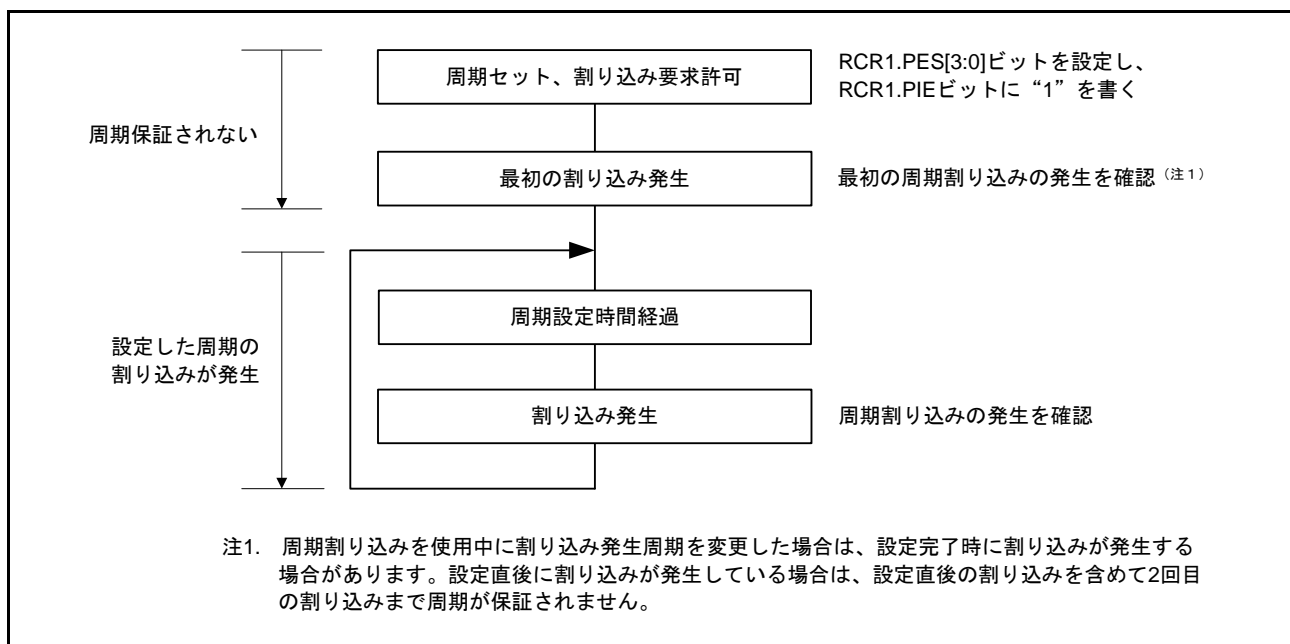 周期セット、割り込み要求許可
RCR1.PES[3:0]ビットを設定し、
RCR1.PIEビットに“1”を書く
周期保証されない
最初の割り込み発生
最初の周期割り込みの発生を確認（注1）
周期設定時間経過
設定した周期の
割り込みが発生
割り込み発生
周期割り込みの発生を確認
注1. 周期割り込みを使用中に割り込み発生周期を変更した場合は、設定完了時に割り込みが発生する
場合があります。設定直後に割り込みが発生している場合は、設定直後の割り込みを含めて2回目
の割り込みまで周期が保証されません。